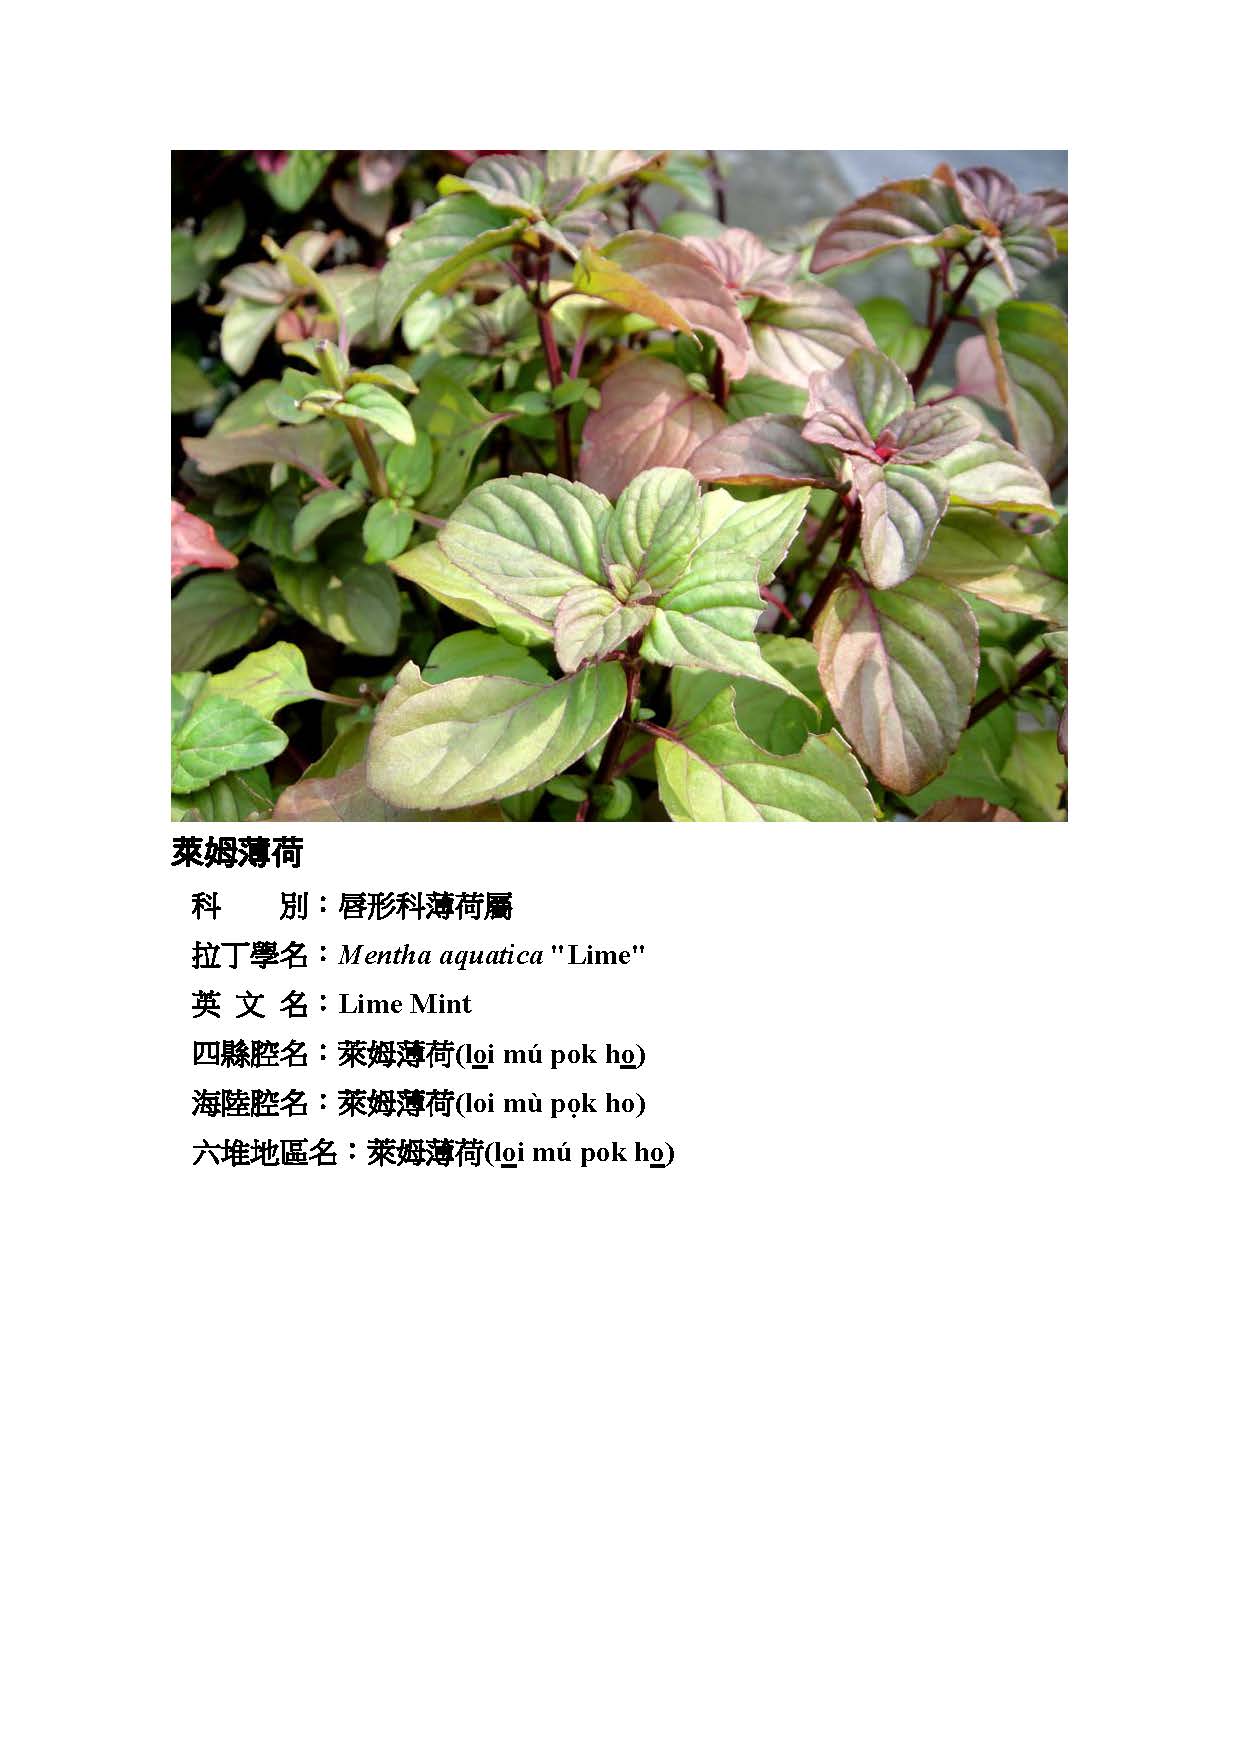 萊姆薄荷
科　　別：唇形科薄荷屬
拉丁學名：Mentha aquatica "Lime"
英 文 名：Lime Mint
四縣腔名：萊姆薄荷(lo̲i mú pok ho̲)
海陸腔名：萊姆薄荷(loi mù pọk ho)
六堆地區名：萊姆薄荷(lo̲i mú pok ho̲)